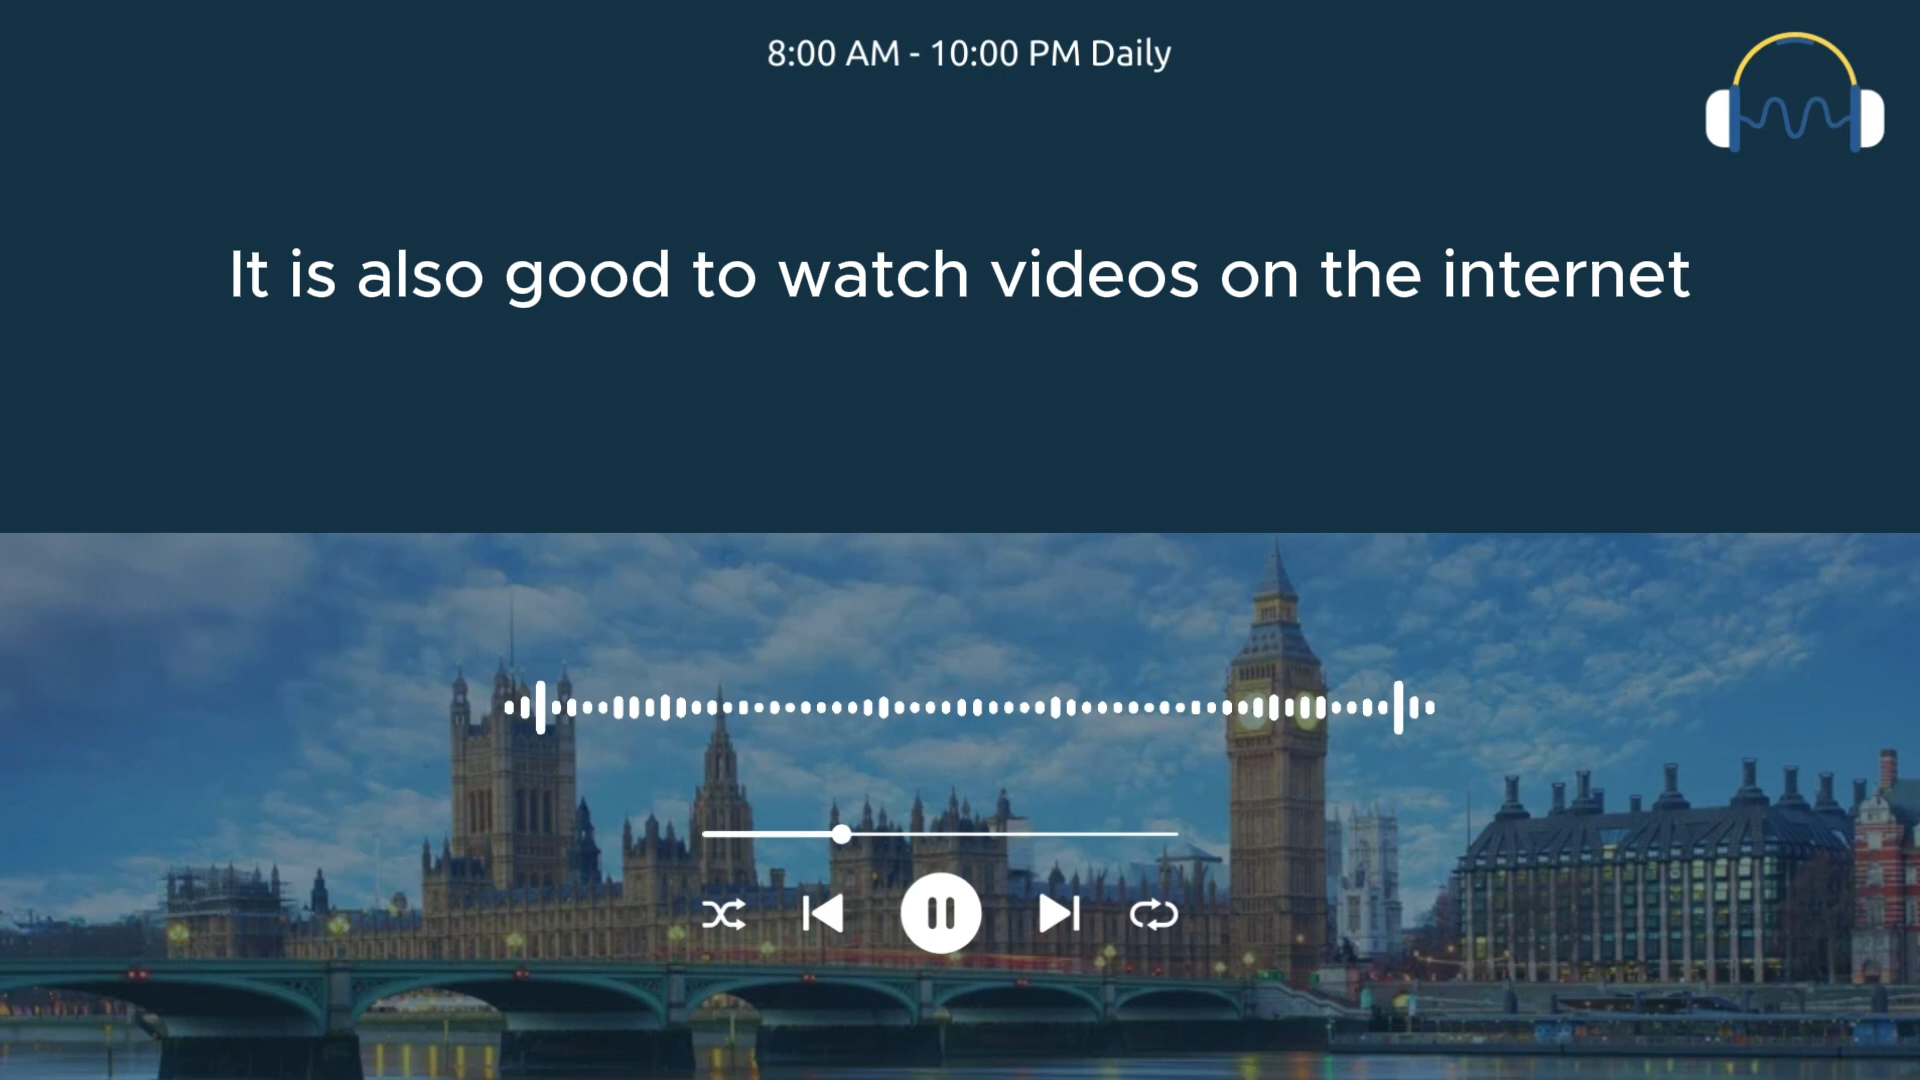 8:00 AM - 10:00 PM Daily
It is also good to watch videos on the internet